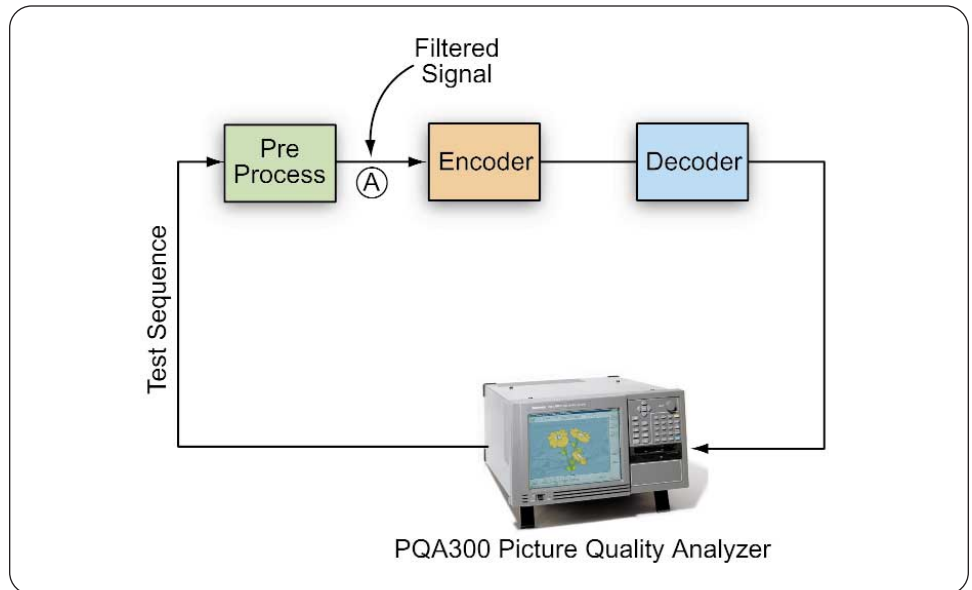 Filtered
Signal
Pre
Process
A
Encoder
Decoder
Test Sequence
PQA300 Picture Quality Analyzer